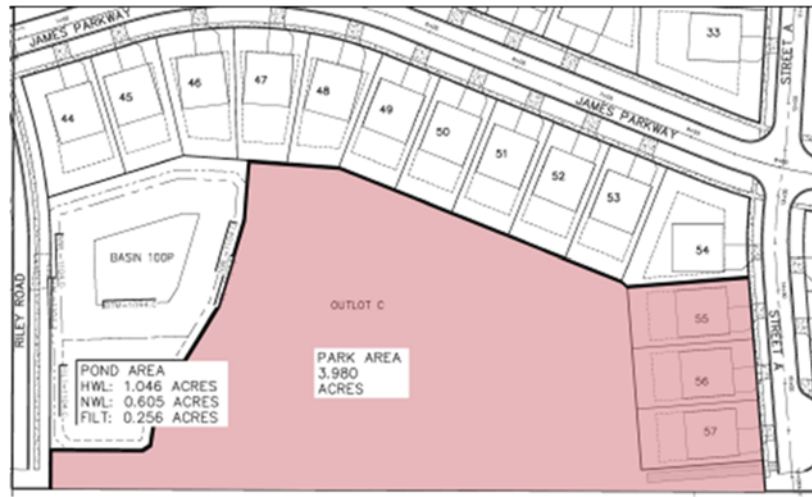 JAMES PARKWAY
33
STREET A
44
45
46
47
48
49
50
51
52
53
54
JAMES PARKWAY
BASIN 100P
RILEY ROAD
OUTLOT C
55
56
57
STREET A
POND AREA
HWL: 1.046 ACRES
NWL: 0.605 ACRES
FILT: 0.256 ACRES
PARK AREA
3.980
ACRES